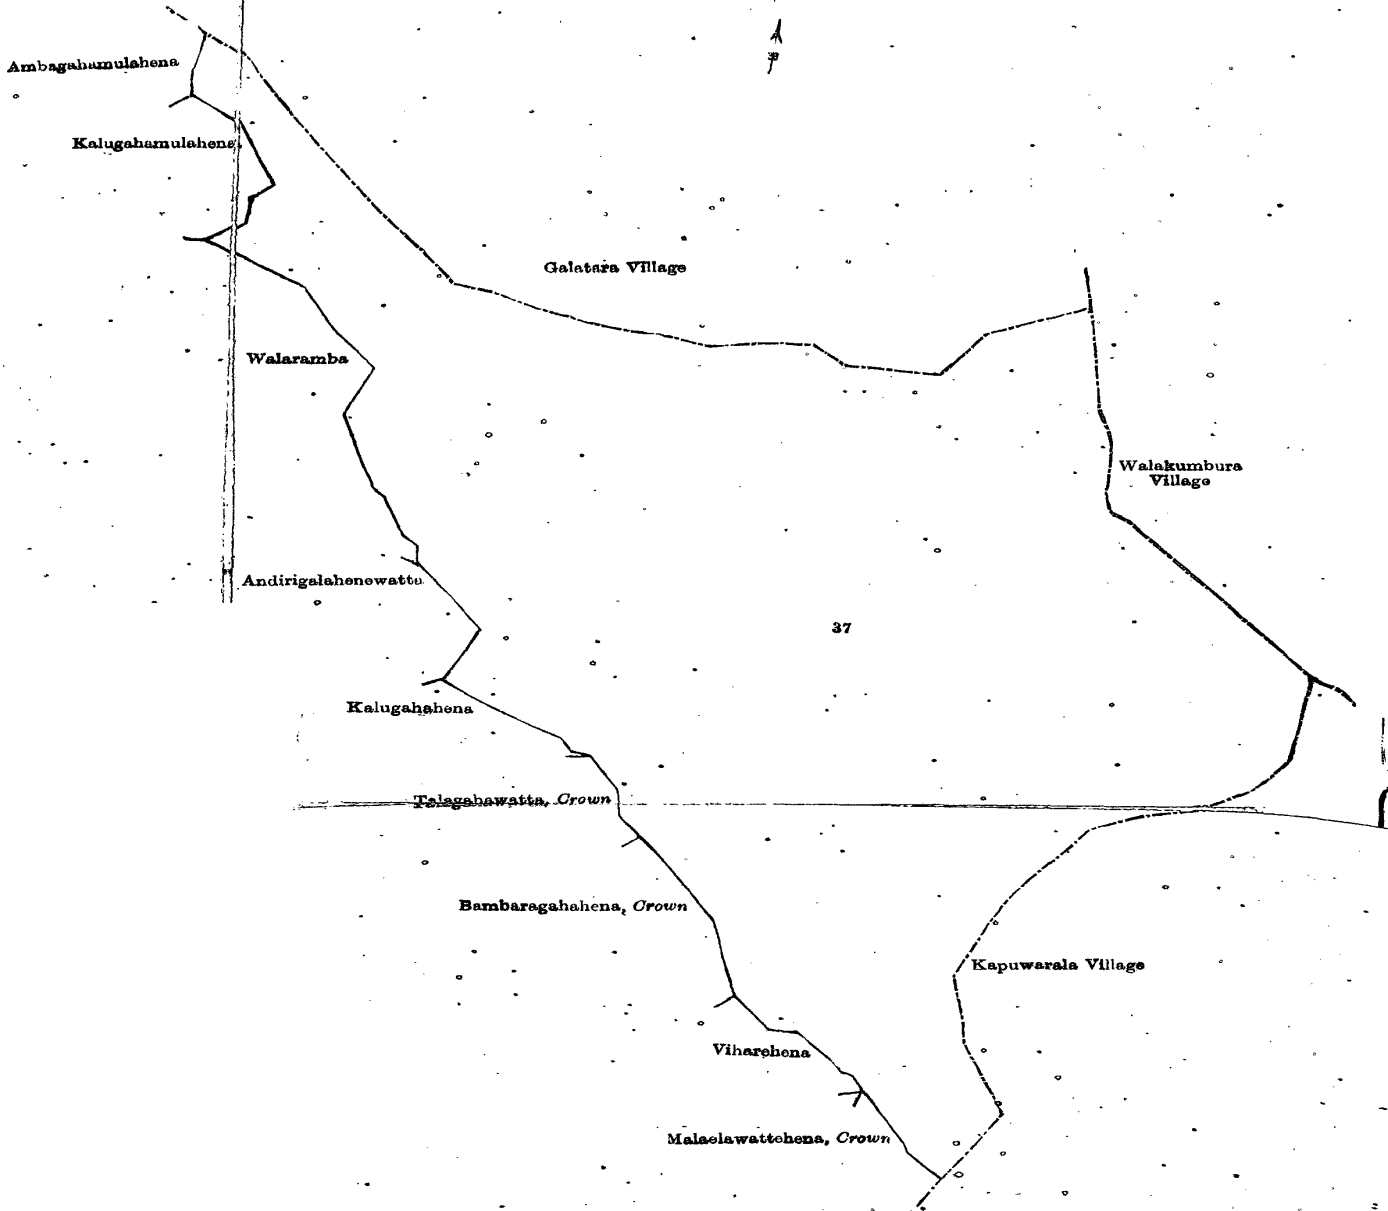 Ambagahamulahena
Kalugahamulahena
Galatara Village
Walaramba
Walakumbura
Village
Andirigalahenewatta
37
Kalugahahena
Talagahawatta, Crown
Bambaragahahena, Crown
Kapuwarala Village
Viharehena
Malaelawattehena, Crown